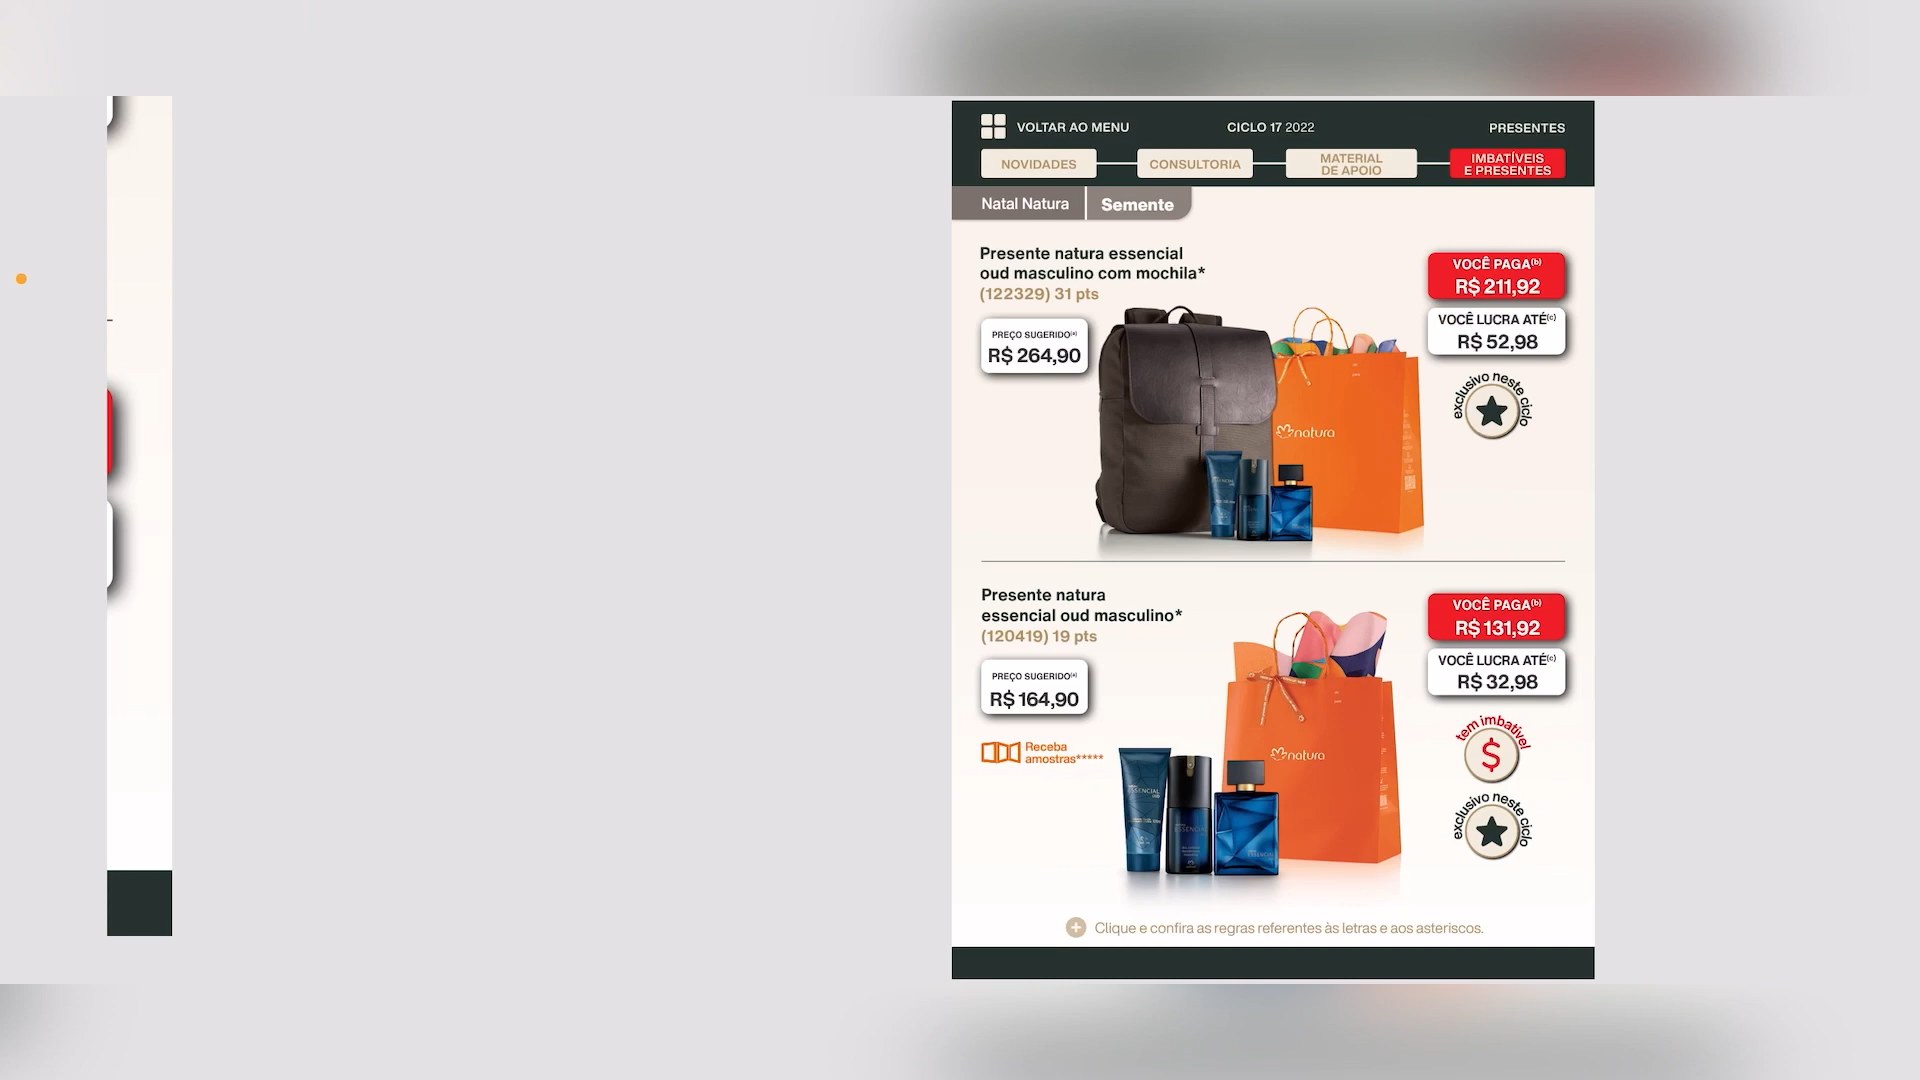 VOLTAR AO MENU
CICLO 17 2022
PRESENTES
NOVIDADES
CONSULTORIA
MATERIAL
DE APOIO
IMBATÍVEIS
E PRESENTES
Natal Natura
Semente
Presente natura essencial
oud masculino com mochila*
(122329) 31 pts
PREÇO SUGERIDO(a)
R$ 264,90
VOCÊ PAGA(b)
R$ 211,92
VOCÊ LUCRA ATÉ(c)
R$ 52,98
exclusivo neste ciclo
natura
Presente natura
essencial oud masculino*
(120419) 19 pts
PREÇO SUGERIDO(a)
R$ 164,90
Receba
amostras*****
VOCÊ PAGA(b)
R$ 131,92
VOCÊ LUCRA ATÉ(c)
R$ 32,98
tem imbatível
$
exclusivo neste ciclo
natura
ESSENCIAL
ESSENCIAL
Clique e confira as regras referentes às letras e aos asteriscos.